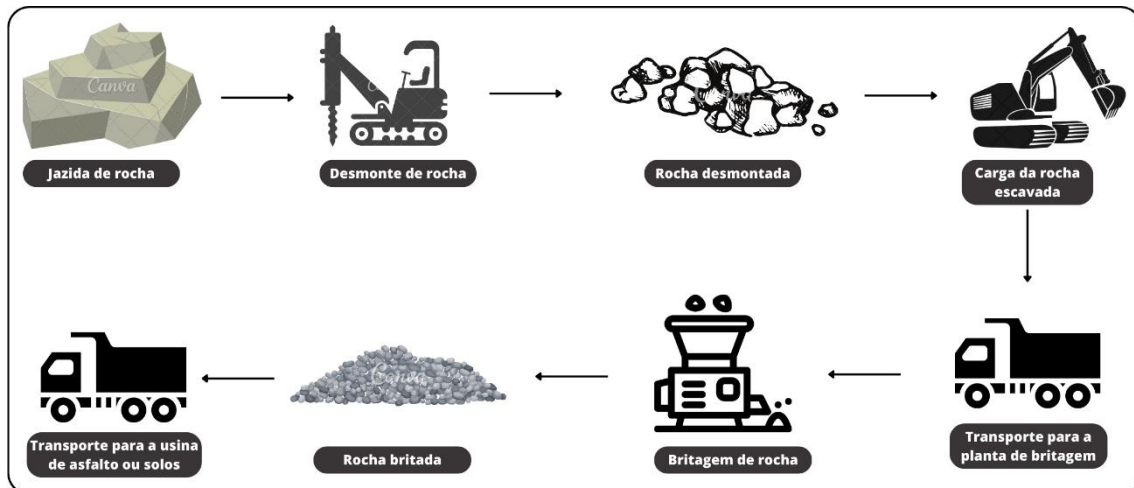 Canva
Canva
Jazida de rocha
Desmonte de rocha
Rocha desmontada
Carga da rocha
escavada
Transporte para a
planta de britagem
Britagem de rocha
Canva
Rocha britada
Transporte para a usina
de asfalto ou solos